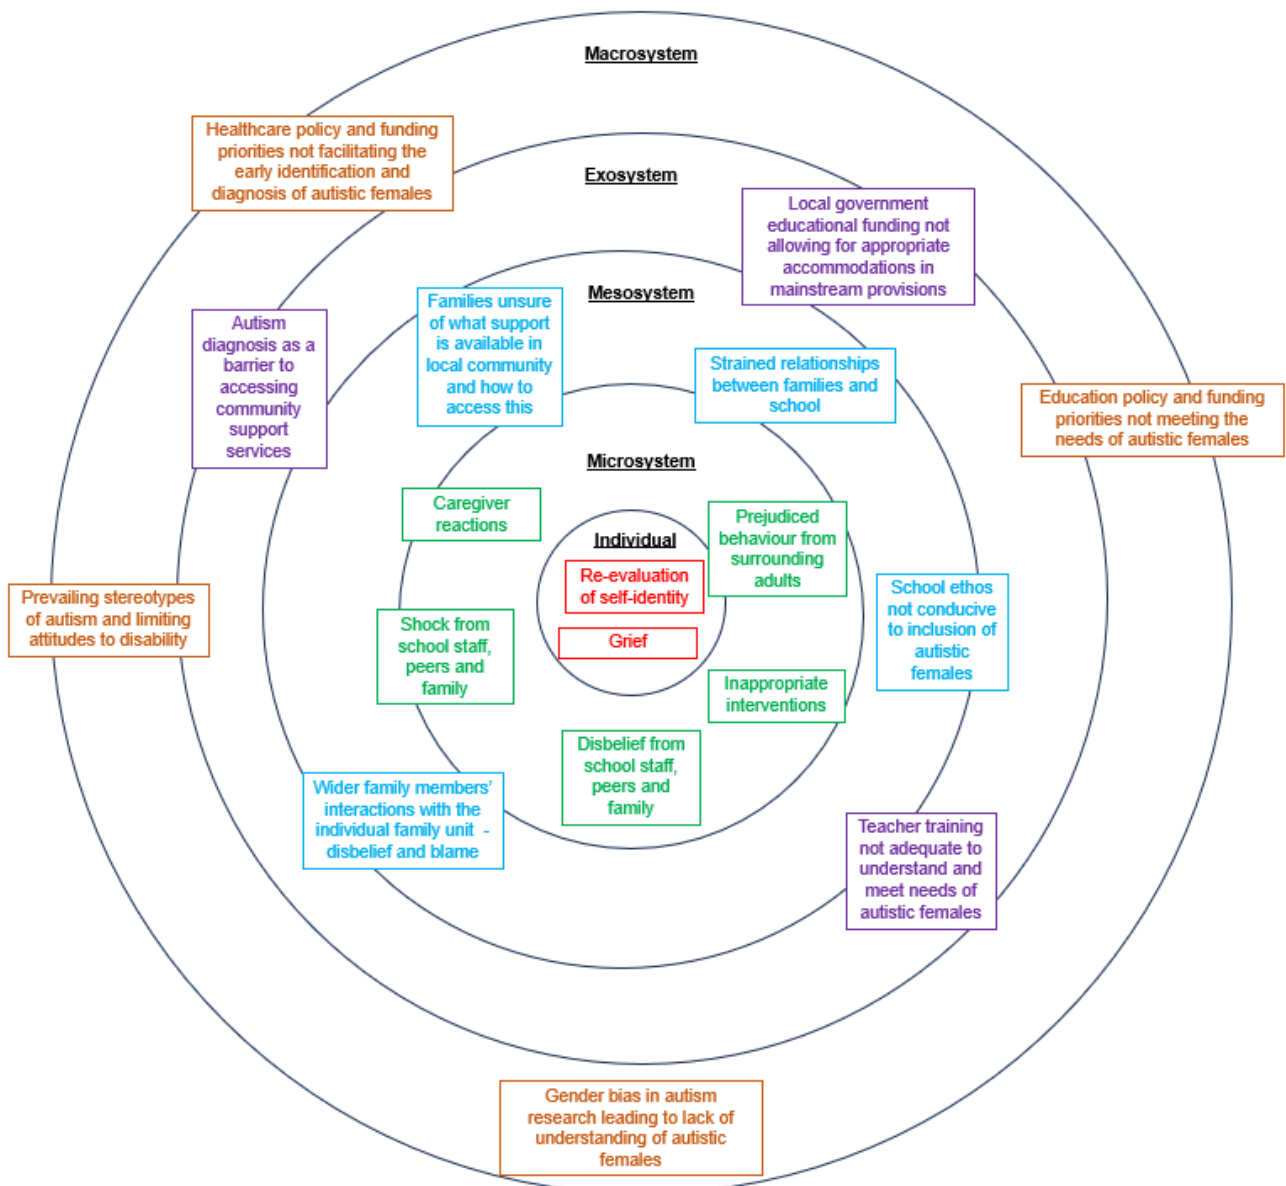 Macrosystem
Healthcare policy and funding
priorities not facilitating the
early identification and
diagnosis of autistic females
Exosystem
Local government
educational funding not
allowing for appropriate
accommodations in
mainstream provisions
Mesosystem
Families unsure
of what support
is available in
local community
and how to
access this
Autism
diagnosis as a
barrier to
accessing
community
support
services
Strained relationships
between families and
school
Education policy and funding
priorities not meeting the
needs of autistic females
Microsystem
Caregiver
reactions
Prejudiced
behaviour from
surrounding
adults
Individual
Re-evaluation
of self-identity
Grief
School ethos
not conducive
to inclusion of
autistic
females
Prevailing stereotypes
of autism and limiting
attitudes to disability
Shock from
school staff,
peers and
family
Inappropriate
interventions
Disbelief from
school staff,
peers and
family
Wider family members'
interactions with the
individual family unit -
disbelief and blame
Teacher training
not adequate to
understand and
meet needs of
autistic females
Gender bias in autism
research leading to lack of
understanding of autistic
females